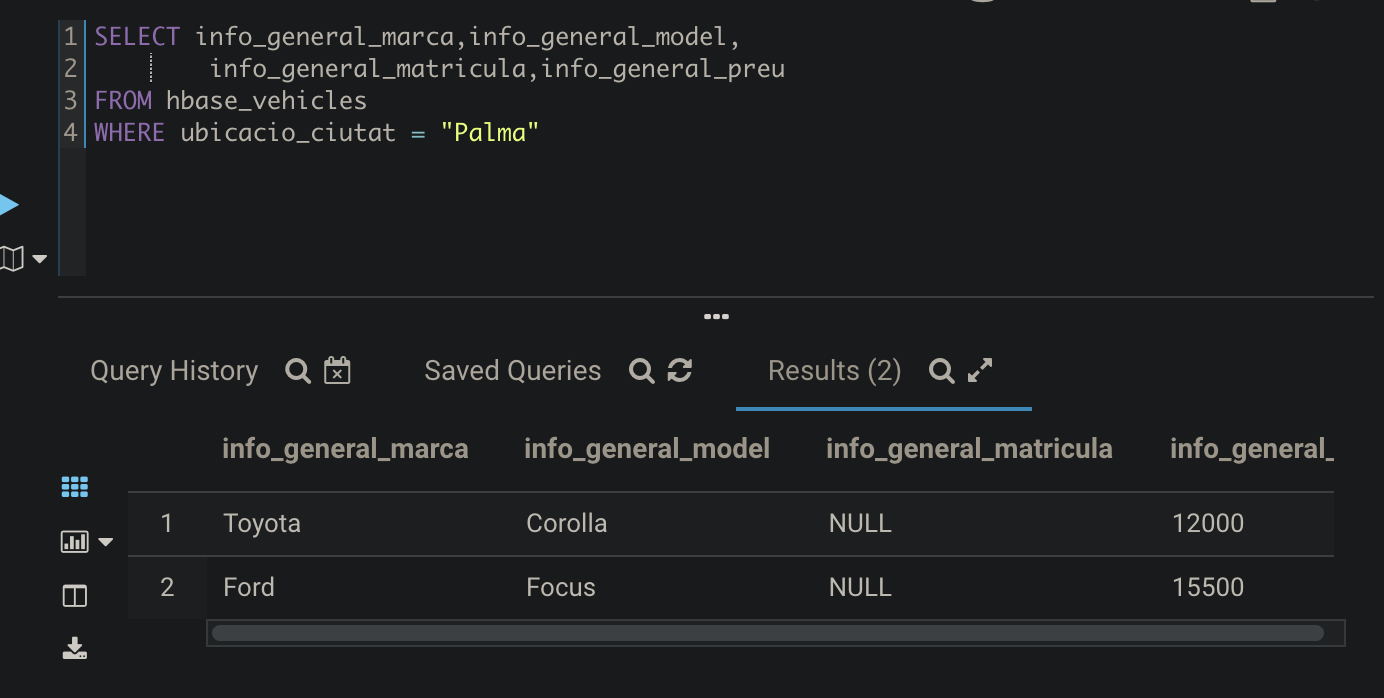 1 SELECT info_general_marca,info_general_model,
2 info_general_matricula,info_general_preu
3 FROM hbase_vehicles
4 WHERE ubicacio_ciutat = "Palma"
Query History Saved Queries Results (2)
info_general_marca info_general_model info_general_matricula info_general_
1 Toyota Corolla NULL 12000
2 Ford Focus NULL 15500